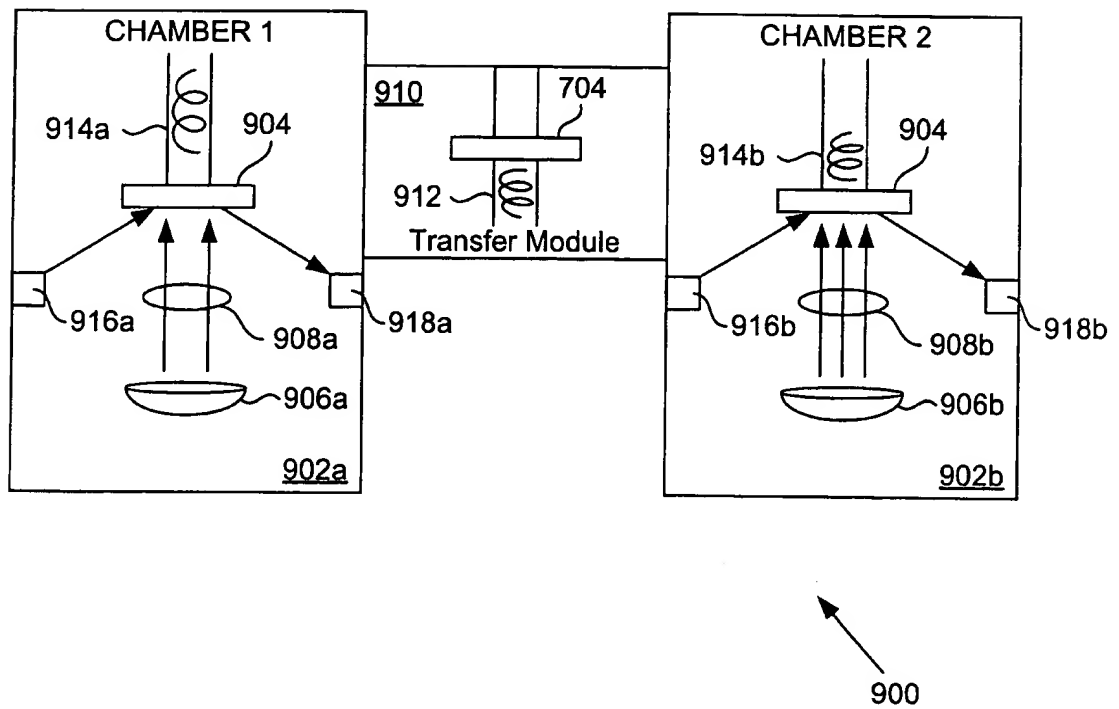 CHAMBER 1
914a
904
916a
918a
908a
906a
902a
910
704
912
Transfer Module
CHAMBER 2
914b
904
916b
918b
908b
906b
902b
900